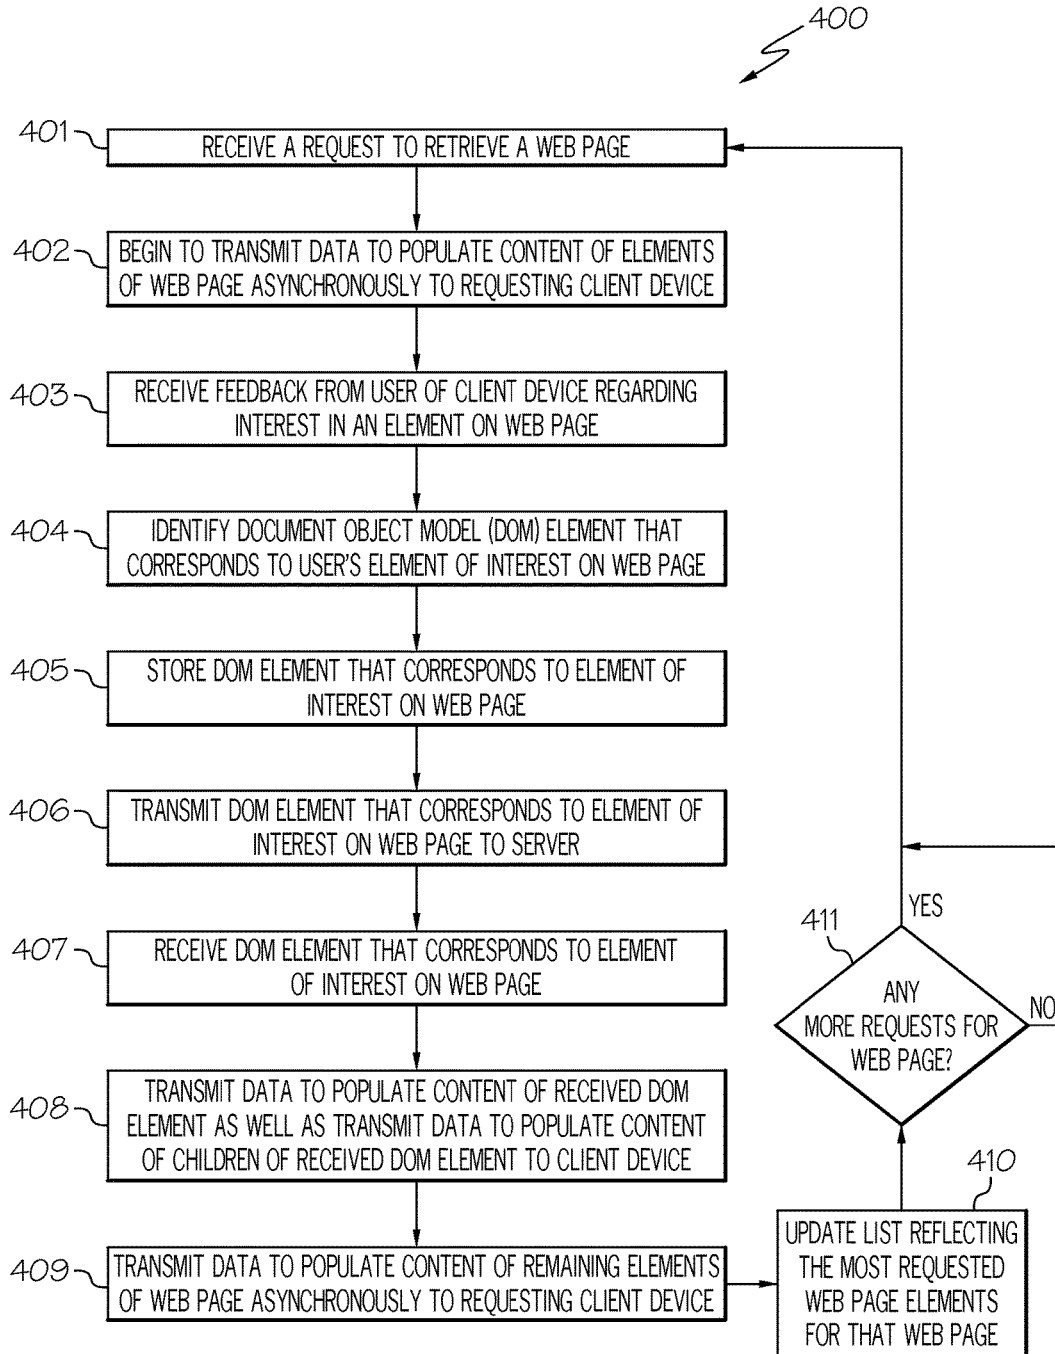 400
401
RECEIVE A REQUEST TO RETRIEVE A WEB PAGE
402
BEGIN TO TRANSMIT DATA TO POPULATE CONTENT OF ELEMENTS
OF WEB PAGE ASYNCHRONOUSLY TO REQUESTING CLIENT DEVICE
403
RECEIVE FEEDBACK FROM USER OF CLIENT DEVICE REGARDING
INTEREST IN AN ELEMENT ON WEB PAGE
404
IDENTIFY DOCUMENT OBJECT MODEL (DOM) ELEMENT THAT
CORRESPONDS TO USER'S ELEMENT OF INTEREST ON WEB PAGE
405
STORE DOM ELEMENT THAT CORRESPONDS TO ELEMENT OF
INTEREST ON WEB PAGE
406
TRANSMIT DOM ELEMENT THAT CORRESPONDS TO ELEMENT OF
INTEREST ON WEB PAGE TO SERVER
407
RECEIVE DOM ELEMENT THAT CORRESPONDS TO ELEMENT
OF INTEREST ON WEB PAGE
408
TRANSMIT DATA TO POPULATE CONTENT OF RECEIVED DOM
ELEMENT AS WELL AS TRANSMIT DATA TO POPULATE CONTENT
OF CHILDREN OF RECEIVED DOM ELEMENT TO CLIENT DEVICE
409
TRANSMIT DATA TO POPULATE CONTENT OF REMAINING ELEMENTS
OF WEB PAGE ASYNCHRONOUSLY TO REQUESTING CLIENT DEVICE
410
UPDATE LIST REFLECTING
THE MOST REQUESTED
WEB PAGE ELEMENTS
FOR THAT WEB PAGE
411
ANY
MORE REQUESTS FOR
WEB PAGE?
YES
NO